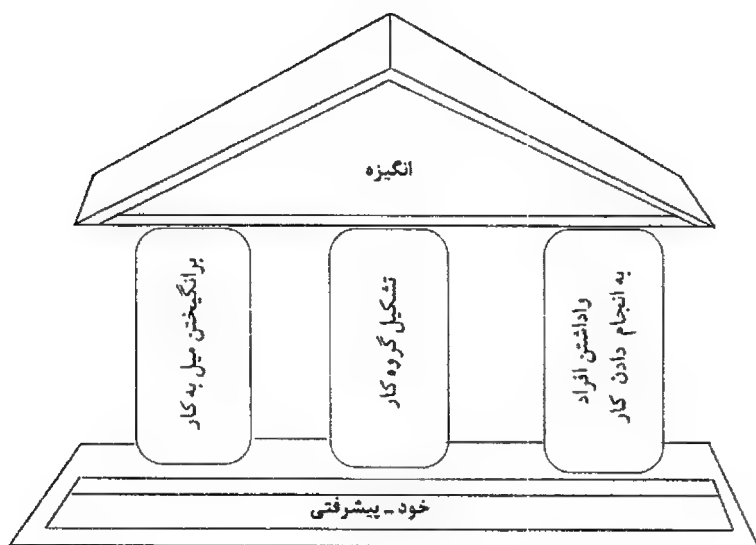 انگیزه
واداشتن افراد
به انجام دادن کار
تشکیل گروه کار
برانگیختن میل به کار
خود ـ پیشرفتی